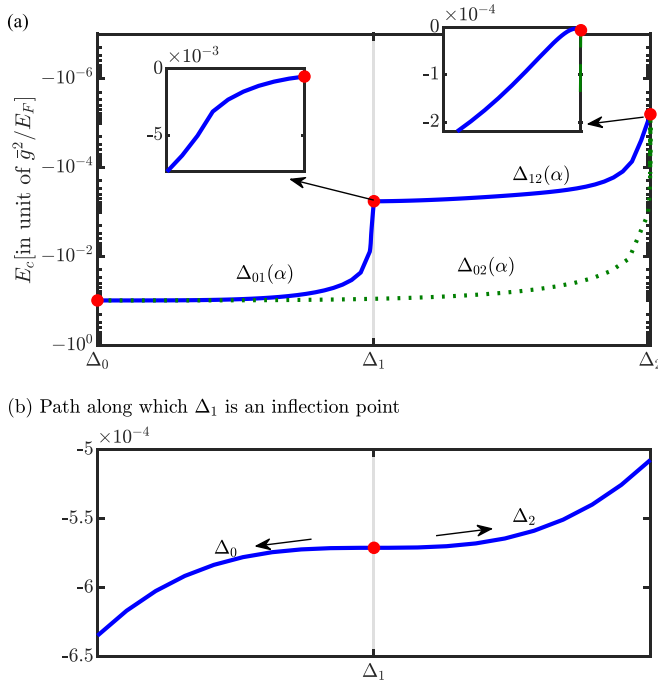 (a)
×10⁻³
0
-5
×10⁻⁴
0
-1
-2
E_c[in unit of ḡ²/E_F]
−10⁻⁶
−10⁻⁴
−10⁻²
−10⁰
Δ₁₂(α)
Δ₀₁(α)
Δ₀₂(α)
Δ₀
Δ₁
Δ₂
(b) Path along which Δ₁ is an inflection point
×10⁻⁴
-5
-5.5
-6
-6.5
Δ₀
Δ₂
Δ₁